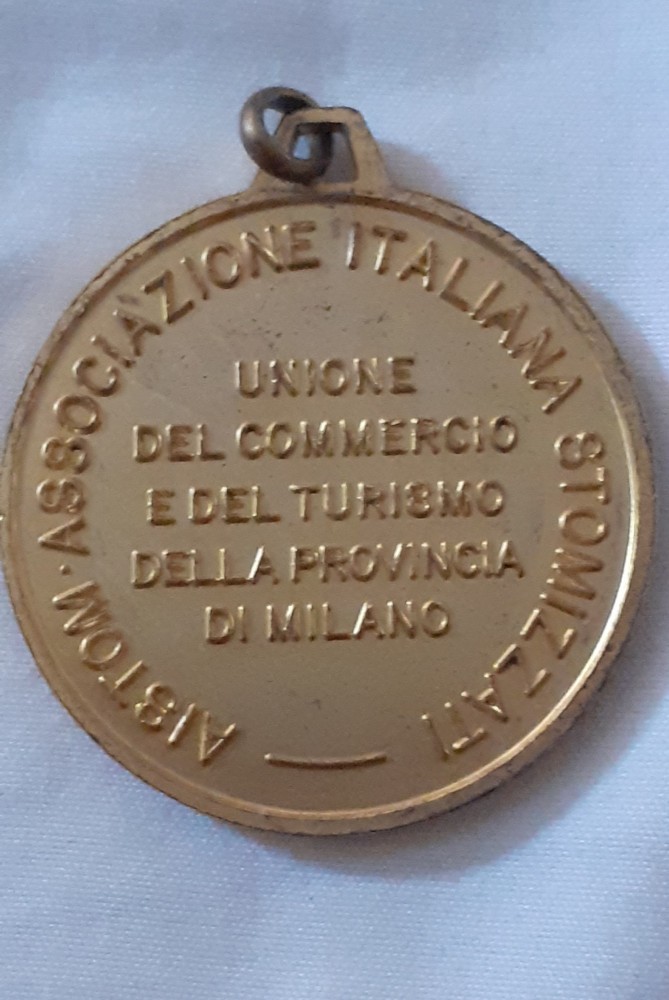 AISTOM · ASSOCIAZIONE ITALIANA STOMIZZATI
UNIONE
DEL COMMERCIO
E DEL TURISMO
DELLA PROVINCIA
DI MILANO